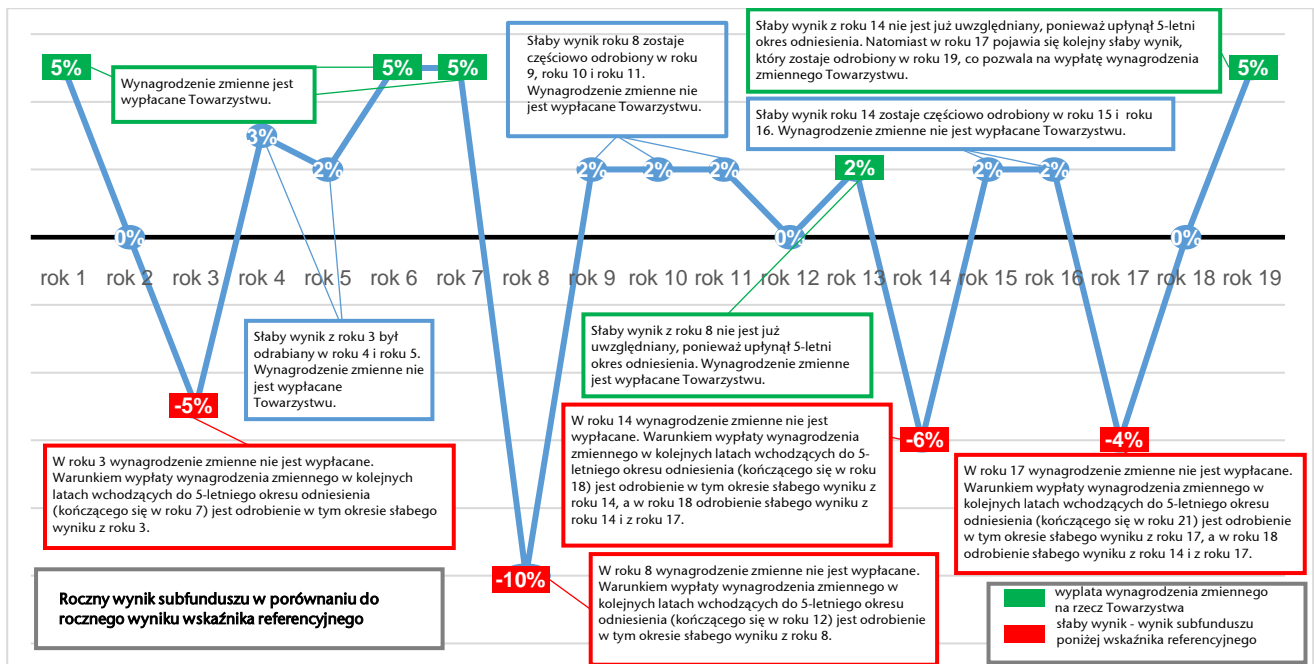 Słaby wynik z roku 14 nie jest już uwzględniany, ponieważ upłynął 5-letni
okres odniesienia. Natomiast w roku 17 pojawia się kolejny słaby wynik,
który zostaje odrobiony w roku 19, co pozwala na wypłatę wynagrodzenia
zmiennego Towarzystwu.
Słaby wynik roku 8 zostaje
częściowo odrobiony w roku
9, roku 10 i roku 11.
Wynagrodzenie zmienne nie
jest wypłacane Towarzystwu.
Wynagrodzenie zmienne jest
wypłacane Towarzystwu.
Słaby wynik roku 14 zostaje częściowo odrobiony w roku 15 i roku
16. Wynagrodzenie zmienne nie jest wypłacane Towarzystwu.
5%
0%
-5%
3%
2%
5%
5%
-10%
2%
2%
2%
0%
2%
-6%
2%
2%
-4%
0%
5%
rok 1
rok 2
rok 3
rok 4
rok 5
rok 6
rok 7
rok 8
rok 9
rok 10
rok 11
rok 12
rok 13
rok 14
rok 15
rok 16
rok 17
rok 18
rok 19
Słaby wynik z roku 3 był
odrabiany w roku 4 i roku 5.
Wynagrodzenie zmienne nie
jest wypłacane
Towarzystwu.
Słaby wynik z roku 8 nie jest już
uwzględniany, ponieważ upłynął 5-letni
okres odniesienia. Wynagrodzenie zmienne
jest wypłacane Towarzystwu.
W roku 3 wynagrodzenie zmienne nie jest wypłacane.
Warunkiem wypłaty wynagrodzenia zmiennego w kolejnych
latach wchodzących do 5-letniego okresu odniesienia
(kończącego się w roku 7) jest odrobienie w tym okresie słabego
wyniku z roku 3.
W roku 14 wynagrodzenie zmienne nie jest
wypłacane. Warunkiem wypłaty wynagrodzenia
zmiennego w kolejnych latach wchodzących do 5-
letniego okresu odniesienia (kończącego się w roku
18) jest odrobienie w tym okresie słabego wyniku z
roku 14, a w roku 18 odrobienie słabego wyniku z
roku 14 i z roku 17.
W roku 17 wynagrodzenie zmienne nie jest wypłacane.
Warunkiem wypłaty wynagrodzenia zmiennego w
kolejnych latach wchodzących do 5-letniego okresu
odniesienia (kończącego się w roku 21) jest odrobienie
w tym okresie słabego wyniku z roku 17, a w roku 18
odrobienie słabego wyniku z roku 14 i z roku 17.
W roku 8 wynagrodzenie zmienne nie jest wypłacane.
Warunkiem wypłaty wynagrodzenia zmiennego w
kolejnych latach wchodzących do 5-letniego okresu
odniesienia (kończącego się w roku 12) jest odrobienie
w tym okresie słabego wyniku z roku 8.
Roczny wynik subfunduszu w porównaniu do
rocznego wyniku wskaźnika referencyjnego
wyplata wynagrodzenia zmiennego
na rzecz Towarzystwa
słaby wynik - wynik subfunduszu
poniżej wskaźnika referencyjnego